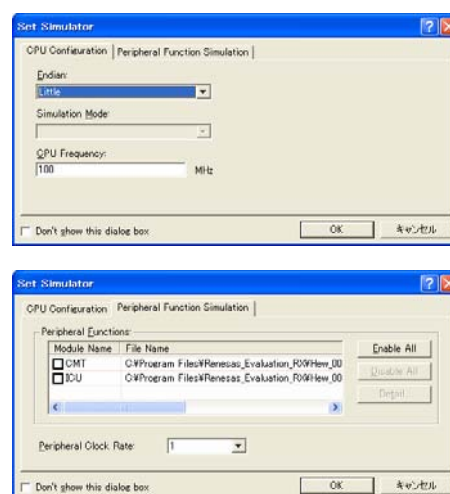 Set Simulator
CPU Configuration
Peripheral Function Simulation
Endian:
Little
Simulation Mode:
CPU Frequency:
100
MHz
Don't show this dialog box
OK
キャンセル
Set Simulator
CPU Configuration
Peripheral Function Simulation
Peripheral Functions:
Module Name
File Name
CMT
C:¥Program Files¥Renesas_Evaluation_RX¥Hew_00
ICU
C:¥Program Files¥Renesas_Evaluation_RX¥Hew_00
Enable All
Disable All
Detail...
Peripheral Clock Rate:
1
Don't show this dialog box
OK
キャンセル